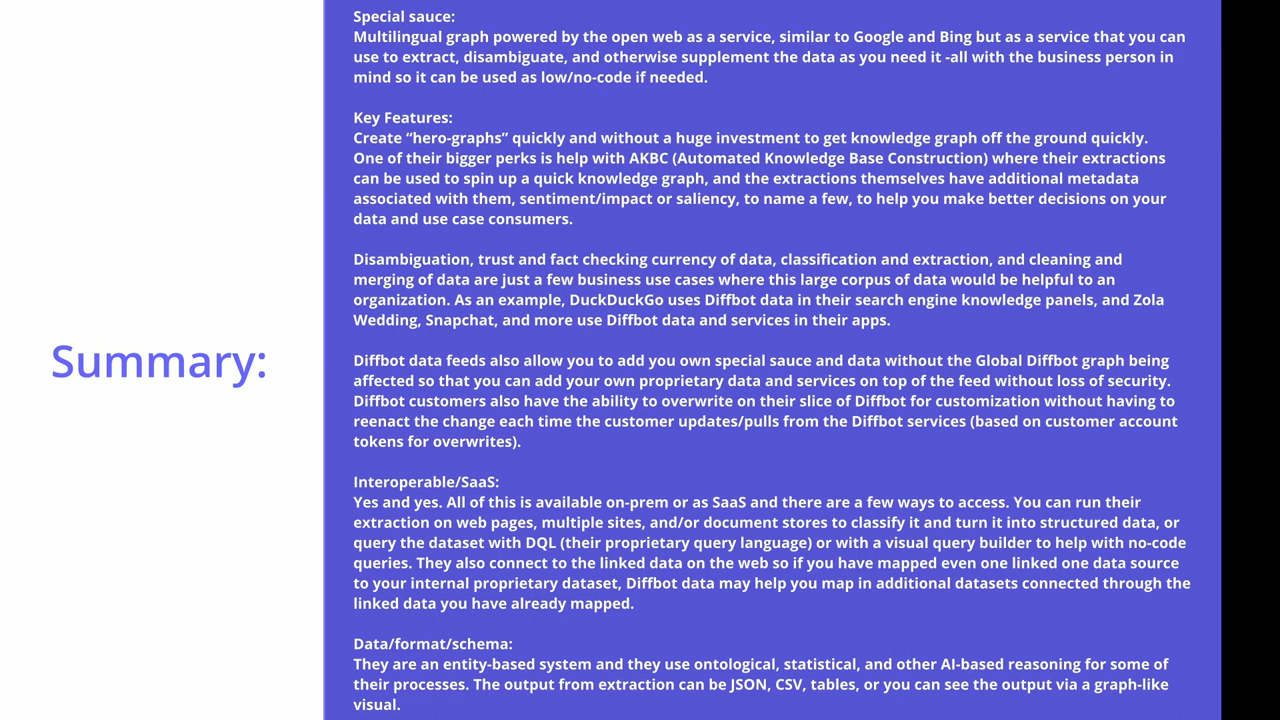 Summary:
Special sauce:
Multilingual graph powered by the open web as a service, similar to Google and Bing but as a service that you can
use to extract, disambiguate, and otherwise supplement the data as you need it -all with the business person in
mind so it can be used as low/no-code if needed.
Key Features:
Create “hero-graphs” quickly and without a huge investment to get knowledge graph off the ground quickly.
One of their bigger perks is help with AKBC (Automated Knowledge Base Construction) where their extractions
can be used to spin up a quick knowledge graph, and the extractions themselves have additional metadata
associated with them, sentiment/impact or saliency, to name a few, to help you make better decisions on your
data and use case consumers.
Disambiguation, trust and fact checking currency of data, classification and extraction, and cleaning and
merging of data are just a few business use cases where this large corpus of data would be helpful to an
organization. As an example, DuckDuckGo uses Diffbot data in their search engine knowledge panels, and Zola
Wedding, Snapchat, and more use Diffbot data and services in their apps.
Diffbot data feeds also allow you to add you own special sauce and data without the Global Diffbot graph being
affected so that you can add your own proprietary data and services on top of the feed without loss of security.
Diffbot customers also have the ability to overwrite on their slice of Diffbot for customization without having to
reenact the change each time the customer updates/pulls from the Diffbot services (based on customer account
tokens for overwrites).
Interoperable/SaaS:
Yes and yes. All of this is available on-prem or as SaaS and there are a few ways to access. You can run their
extraction on web pages, multiple sites, and/or document stores to classify it and turn it into structured data, or
query the dataset with DQL (their proprietary query language) or with a visual query builder to help with no-code
queries. They also connect to the linked data on the web so if you have mapped even one linked one data source
to your internal proprietary dataset, Diffbot data may help you map in additional datasets connected through the
linked data you have already mapped.
Data/format/schema:
They are an entity-based system and they use ontological, statistical, and other AI-based reasoning for some of
their processes. The output from extraction can be JSON, CSV, tables, or you can see the output via a graph-like
visual.